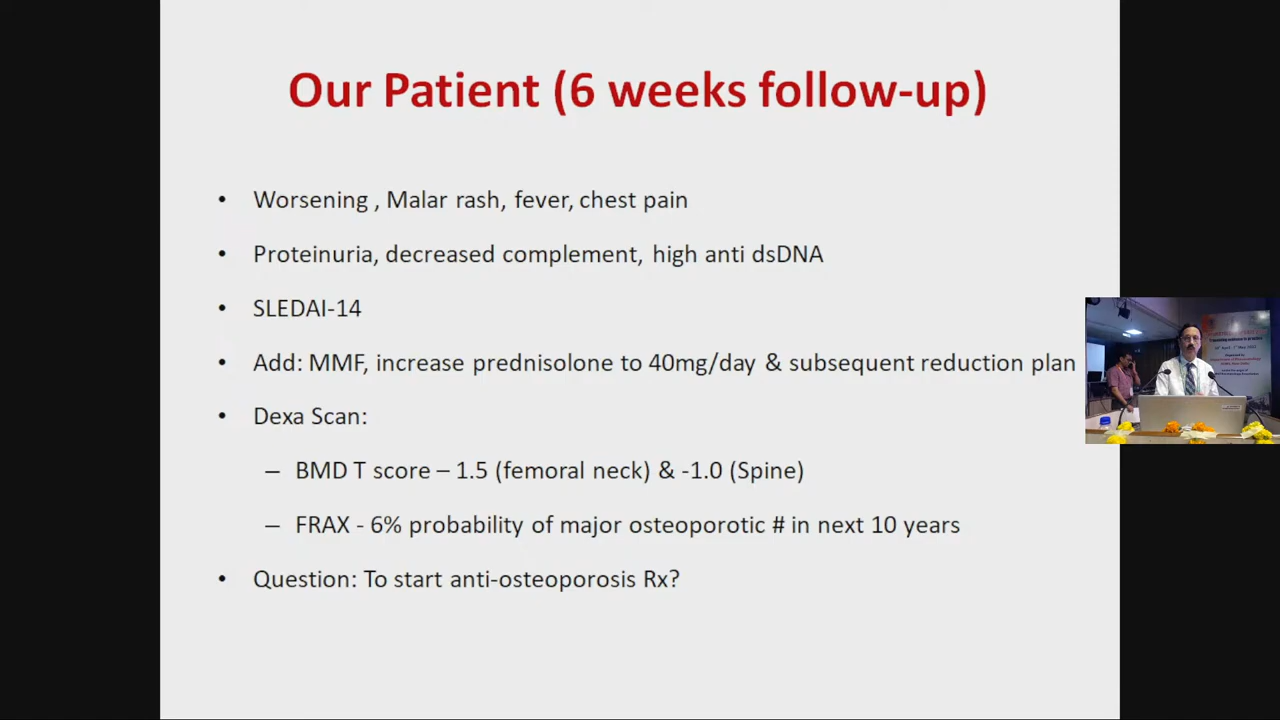 Our Patient (6 weeks follow-up)
• Worsening , Malar rash, fever, chest pain
• Proteinuria, decreased complement, high anti dsDNA
• SLEDAI-14
• Add: MMF, increase prednisolone to 40mg/day & subsequent reduction plan
• Dexa Scan:
– BMD T score – 1.5 (femoral neck) & -1.0 (Spine)
– FRAX - 6% probability of major osteoporotic # in next 10 years
• Question: To start anti-osteoporosis Rx?